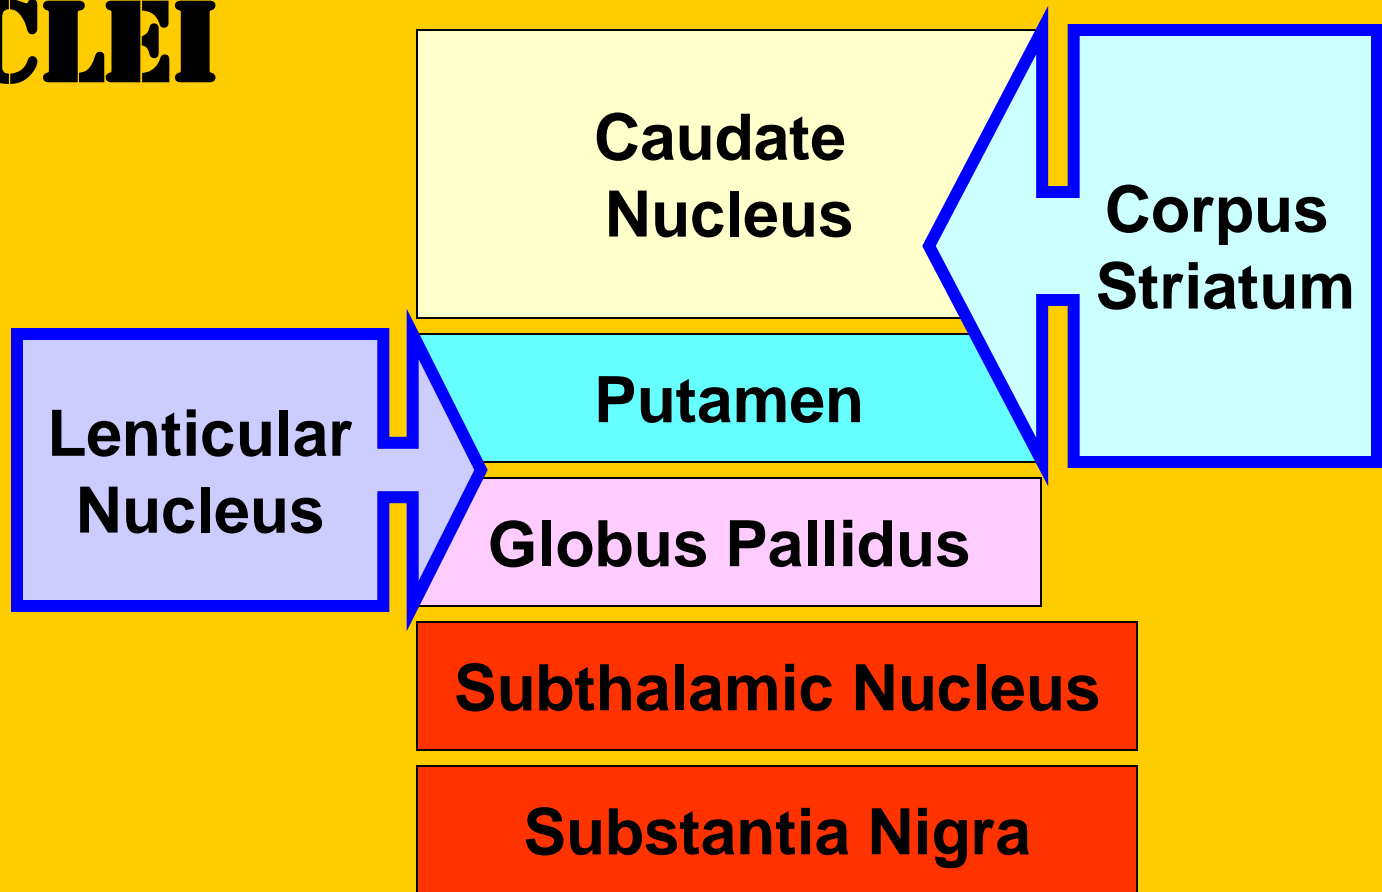 CLEI
Caudate
Nucleus
Corpus
Striatum
Putamen
Lenticular
Nucleus
Globus Pallidus
Subthalamic Nucleus
Substantia Nigra